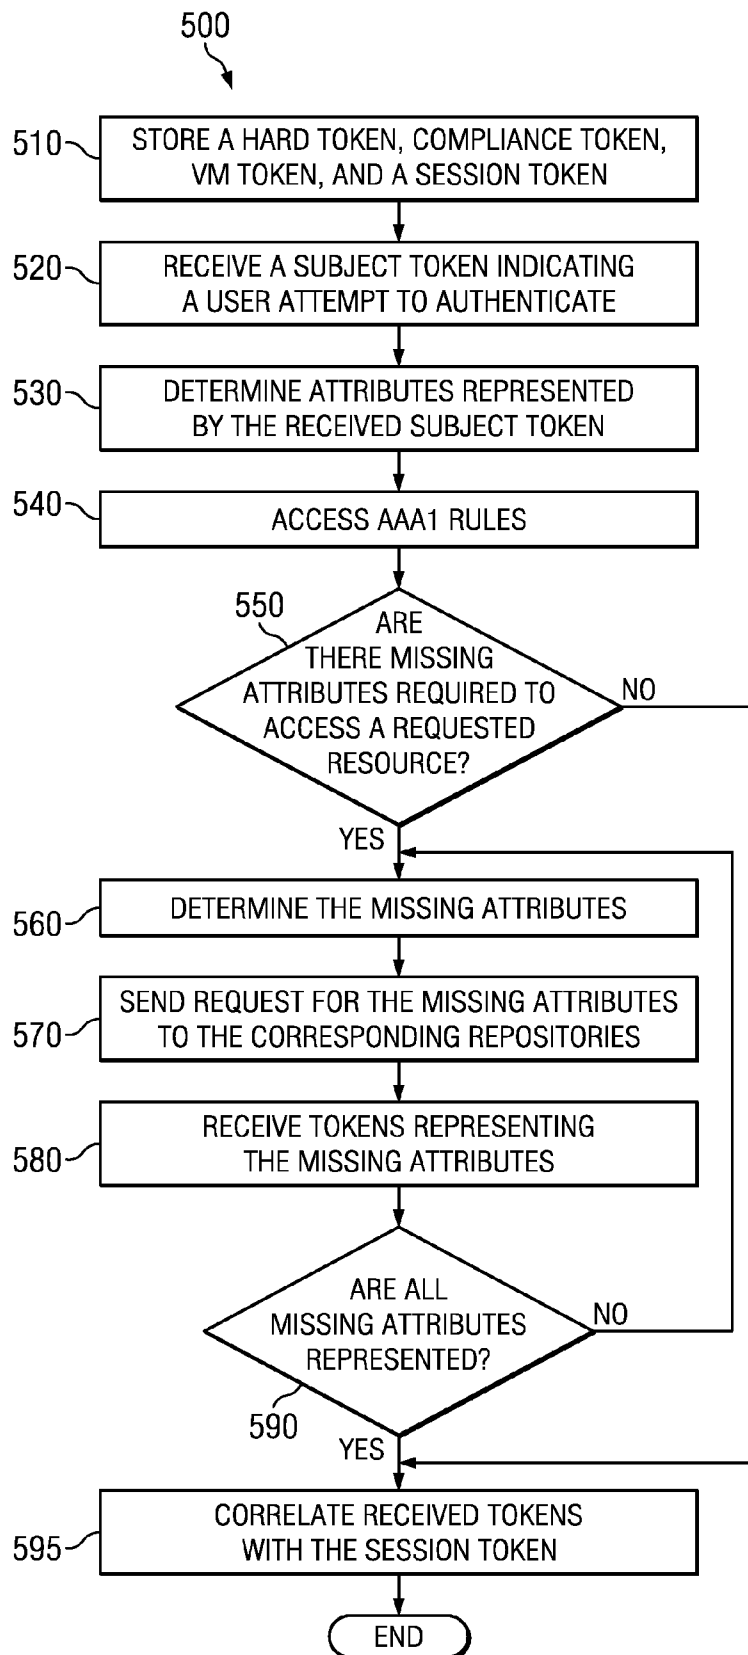 500
510
STORE A HARD TOKEN, COMPLIANCE TOKEN,
VM TOKEN, AND A SESSION TOKEN
520
RECEIVE A SUBJECT TOKEN INDICATING
A USER ATTEMPT TO AUTHENTICATE
530
DETERMINE ATTRIBUTES REPRESENTED
BY THE RECEIVED SUBJECT TOKEN
540
ACCESS AAA1 RULES
550
ARE
THERE MISSING
ATTRIBUTES REQUIRED TO
ACCESS A REQUESTED
RESOURCE?
NO
YES
560
DETERMINE THE MISSING ATTRIBUTES
570
SEND REQUEST FOR THE MISSING ATTRIBUTES
TO THE CORRESPONDING REPOSITORIES
580
RECEIVE TOKENS REPRESENTING
THE MISSING ATTRIBUTES
ARE ALL
MISSING ATTRIBUTES
REPRESENTED?
NO
590
YES
595
CORRELATE RECEIVED TOKENS
WITH THE SESSION TOKEN
END